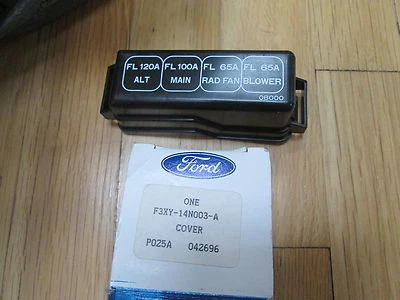 FL 120A FL 100A FL 65A FL 65A
ALT MAIN RAD FAN BLOWER
0B000
Ford
ONE
F3XY-14N003-A
COVER
P025A 042696